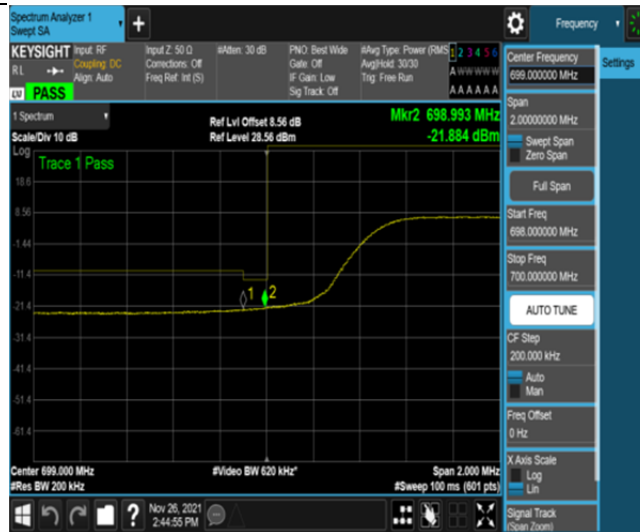 Spectrum Analyzer 1
Swept SA
+
Frequency
KEYSIGHT
Input: RF
Coupling: DC
Align: Auto
Input Z: 50 Ω
Corrections: Off
Freq Ref: Int (S)
#Atten: 30 dB
PNO: Best Wide
Gate: Off
IF Gain: Low
Sig Track: Off
#Avg Type: Power (RMS
Avg|Hold: 30/30
Trig: Free Run
1 2 3 4 5 6
A W W W W W
A A A A A A
RL
LXI
PASS
1 Spectrum
Scale/Div 10 dB
Ref Lvl Offset 8.56 dB
Ref Level 28.56 dBm
Mkr2 698.993 MHz
-21.884 dBm
Log
Trace 1 Pass
18.6
8.56
-1.44
-11.4
-21.4
-31.4
-41.4
-51.4
-61.4
1
2
Center 699.000 MHz
#Res BW 200 kHz
#Video BW 620 kHz*
Span 2.000 MHz
#Sweep 100 ms (601 pts)
Nov 26, 2021
2:44:55 PM
?
Center Frequency
699.000000 MHz
Settings
Span
2.00000000 MHz
Swept Span
Zero Span
Full Span
Start Freq
698.000000 MHz
Stop Freq
700.000000 MHz
AUTO TUNE
CF Step
200.000 kHz
Auto
Man
Freq Offset
0 Hz
X Axis Scale
Log
Lin
Signal Track
(Span Zoom)